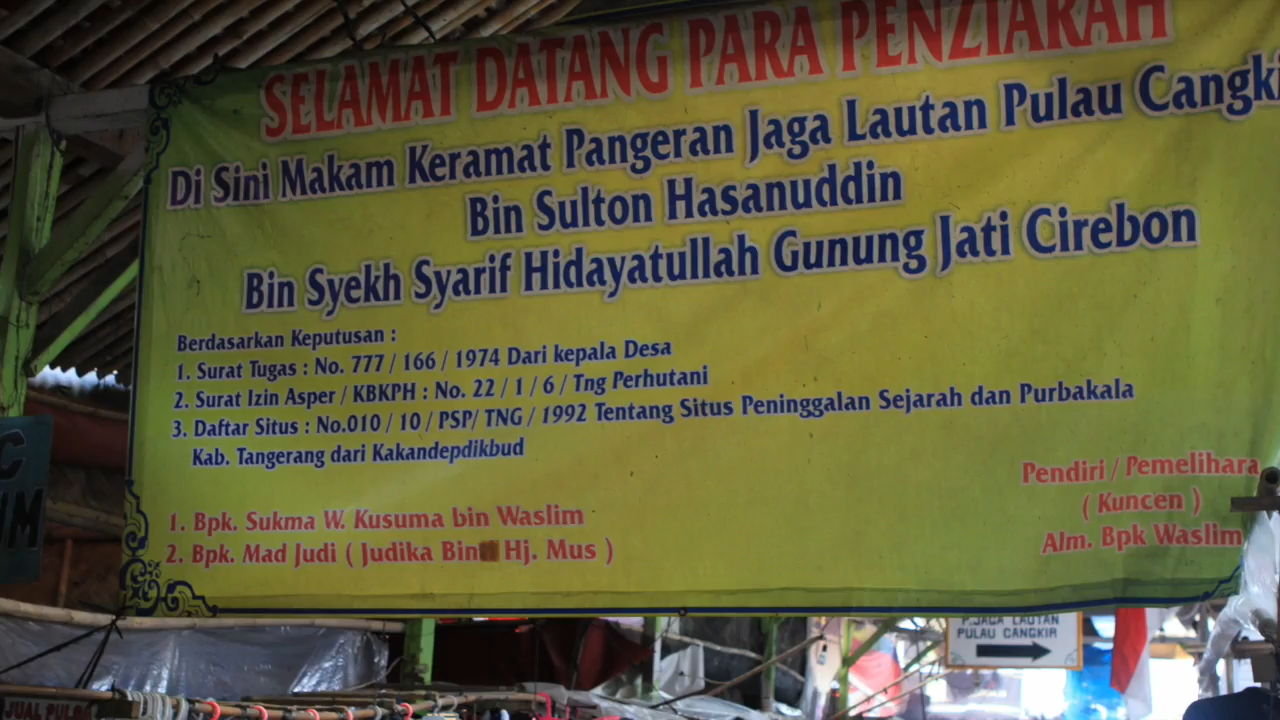 SELAMAT DATANG PARA PENZIARAH
Di Sini Makam Keramat Pangeran Jaga Lautan Pulau Cangki
Bin Sulton Hasanuddin
Bin Syekh Syarif Hidayatullah Gunung Jati Cirebon
Berdasarkan Keputusan :
1. Surat Tugas : No. 777 / 166 / 1974 Dari kepala Desa
2. Surat Izin Asper / KBKPH : No. 22 / 1 / 6 / Tng Perhutani
3. Daftar Situs : No.010 / 10 / PSP/ TNG / 1992 Tentang Situs Peninggalan Sejarah dan Purbakala
Kab. Tangerang dari Kakandepdikbud
1. Bpk. Sukma W. Kusuma bin Waslim
2. Bpk. Mad Judi ( Judika Bin Hj. Mus )
Pendiri / Pemelihara
( Kuncen )
Alm. Bpk Waslim
P.JAGA LAUTAN
PULAU CANGKIR
JUAL